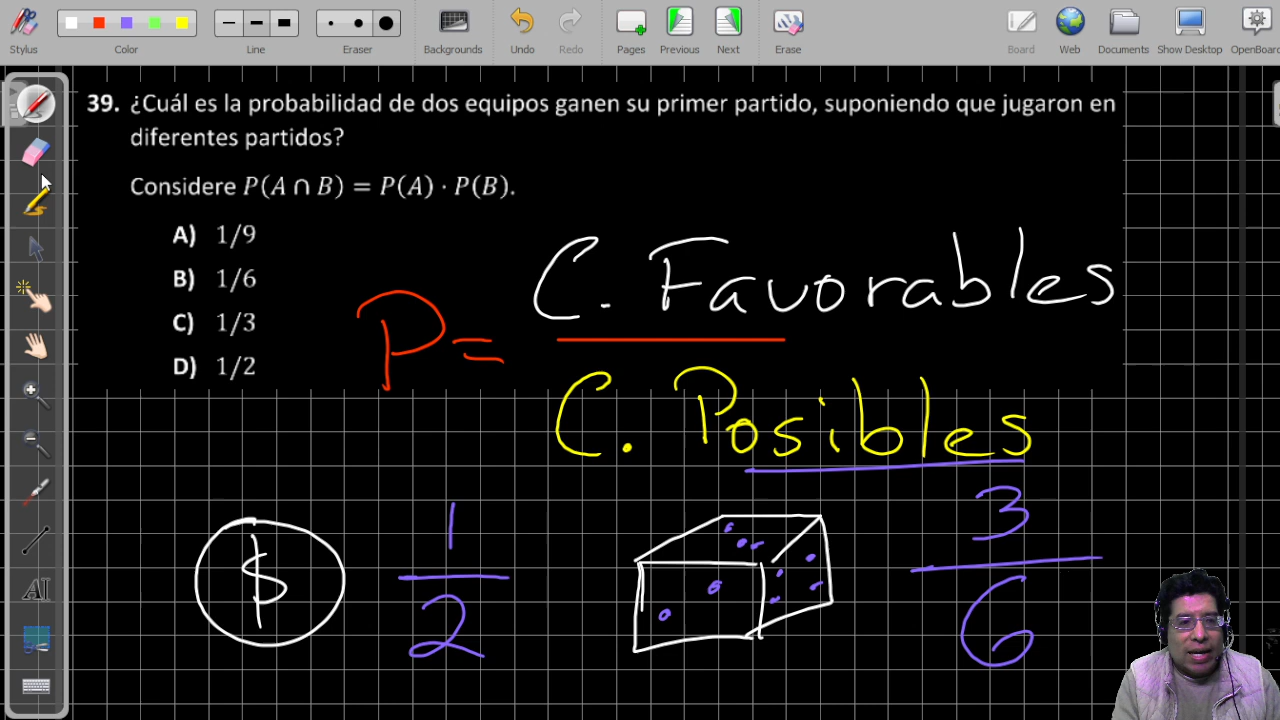 Stylus
Color
Line
Eraser
Backgrounds
Undo
Redo
Pages
Previous
Next
Erase
Board
Web
Documents
Show Desktop
OpenBoard
39. ¿Cuál es la probabilidad de dos equipos ganen su primer partido, suponiendo que jugaron en
diferentes partidos?
Considere P(A ∩ B) = P(A) · P(B).
A) 1/9
B) 1/6
C) 1/3
D) 1/2
C. Favorables
P=
C. Posibles
$
1
2
3
6
AI